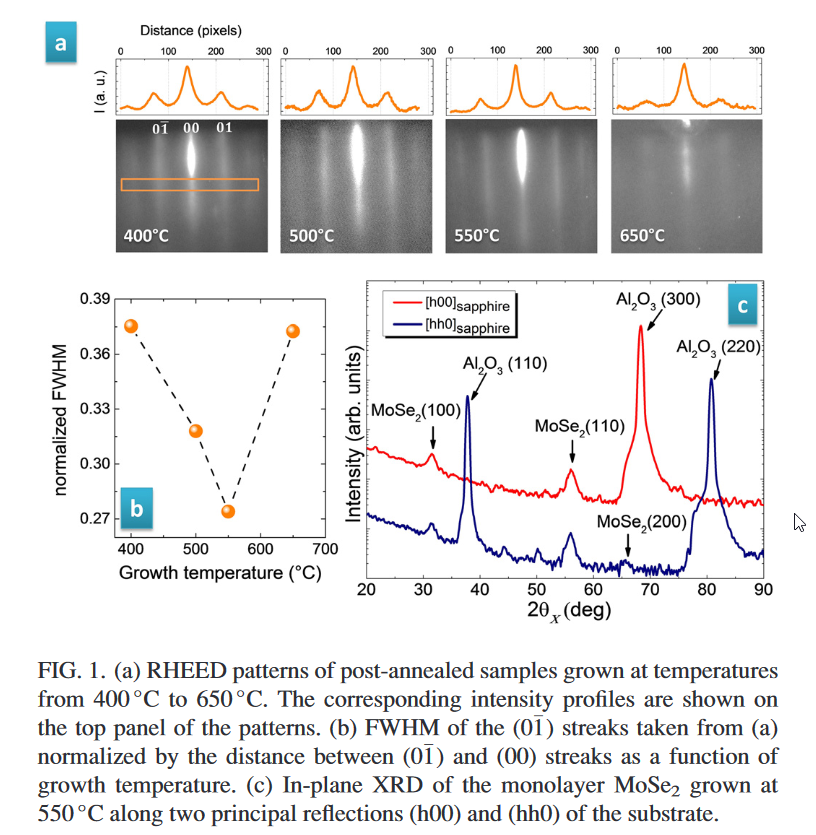 a
Distance (pixels)
0 100 200 300 0 100 200 300 0 100 200 300 0 100 200 300
I (a. u.)
01̄ 00 01
400°C 500°C 550°C 650°C
0.39
0.36
0.33
0.30
0.27
normalized FWHM
b
400 500 600 700
Growth temperature (°C)
c
[h00]sapphire
[hh0]sapphire
Al₂O₃ (300)
Al₂O₃ (220)
Al₂O₃ (110)
MoSe₂(100)
MoSe₂(110)
MoSe₂(200)
Intensity (arb. units)
20 30 40 50 60 70 80 90
2θχ (deg)
FIG. 1. (a) RHEED patterns of post-annealed samples grown at temperatures
from 400 °C to 650 °C. The corresponding intensity profiles are shown on
the top panel of the patterns. (b) FWHM of the (01̄) streaks taken from (a)
normalized by the distance between (01̄) and (00) streaks as a function of
growth temperature. (c) In-plane XRD of the monolayer MoSe₂ grown at
550 °C along two principal reflections (h00) and (hh0) of the substrate.